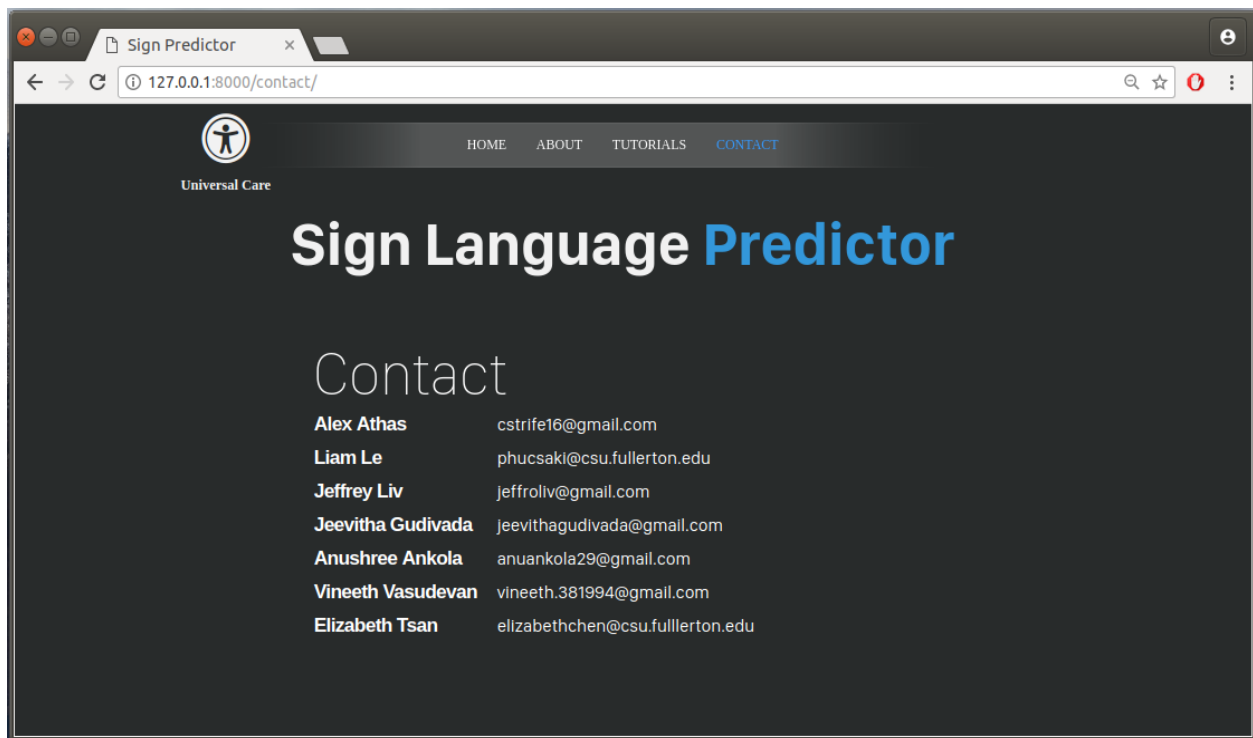 Sign Predictor
127.0.0.1:8000/contact/
HOME ABOUT TUTORIALS CONTACT
Universal Care
Sign Language Predictor
Contact
Alex Athas cstrife16@gmail.com
Liam Le phucsaki@csu.fullerton.edu
Jeffrey Liv jeffroliv@gmail.com
Jeevitha Gudivada jeevithagudivada@gmail.com
Anushree Ankola anuankola29@gmail.com
Vineeth Vasudevan vineeth.381994@gmail.com
Elizabeth Tsan elizabethchen@csu.fulllerton.edu